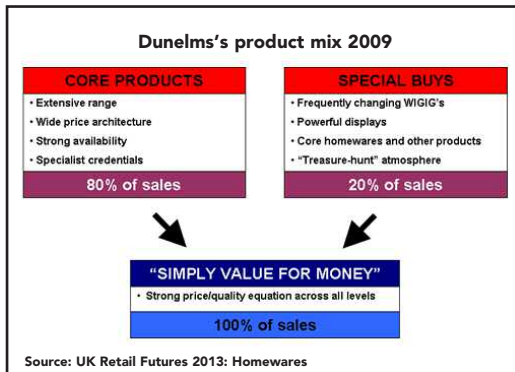 Dunelms's product mix 2009
CORE PRODUCTS
• Extensive range
• Wide price architecture
• Strong availability
• Specialist credentials
80% of sales
SPECIAL BUYS
• Frequently changing WIGIG's
• Powerful displays
• Core homewares and other products
• "Treasure-hunt" atmosphere
20% of sales
"SIMPLY VALUE FOR MONEY"
• Strong price/quality equation across all levels
100% of sales
Source: UK Retail Futures 2013: Homewares